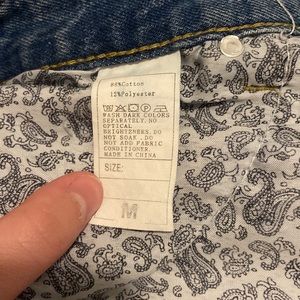 88%Cotton
12%Polyester
WASH DARK COLORS
SEPARATELY.NO
OPTICAL
BRIGHTENERS.DO
NOT SOAK .DO
NOT ADD FABRIC
CONDITIONER.
MADE IN CHINA
SIZE:
M